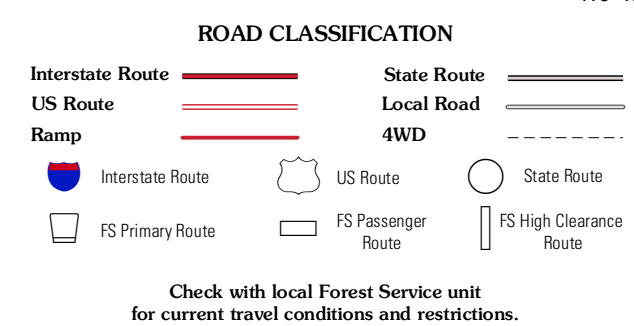 ROAD CLASSIFICATION
Interstate Route
State Route
US Route
Local Road
Ramp
4WD
Interstate Route
US Route
State Route
FS Primary Route
FS Passenger
Route
FS High Clearance
Route
Check with local Forest Service unit
for current travel conditions and restrictions.